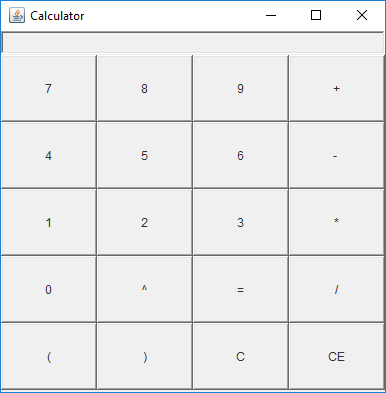 Calculator
7 8 9 +
4 5 6 -
1 2 3 *
0 ^ = /
( ) C CE